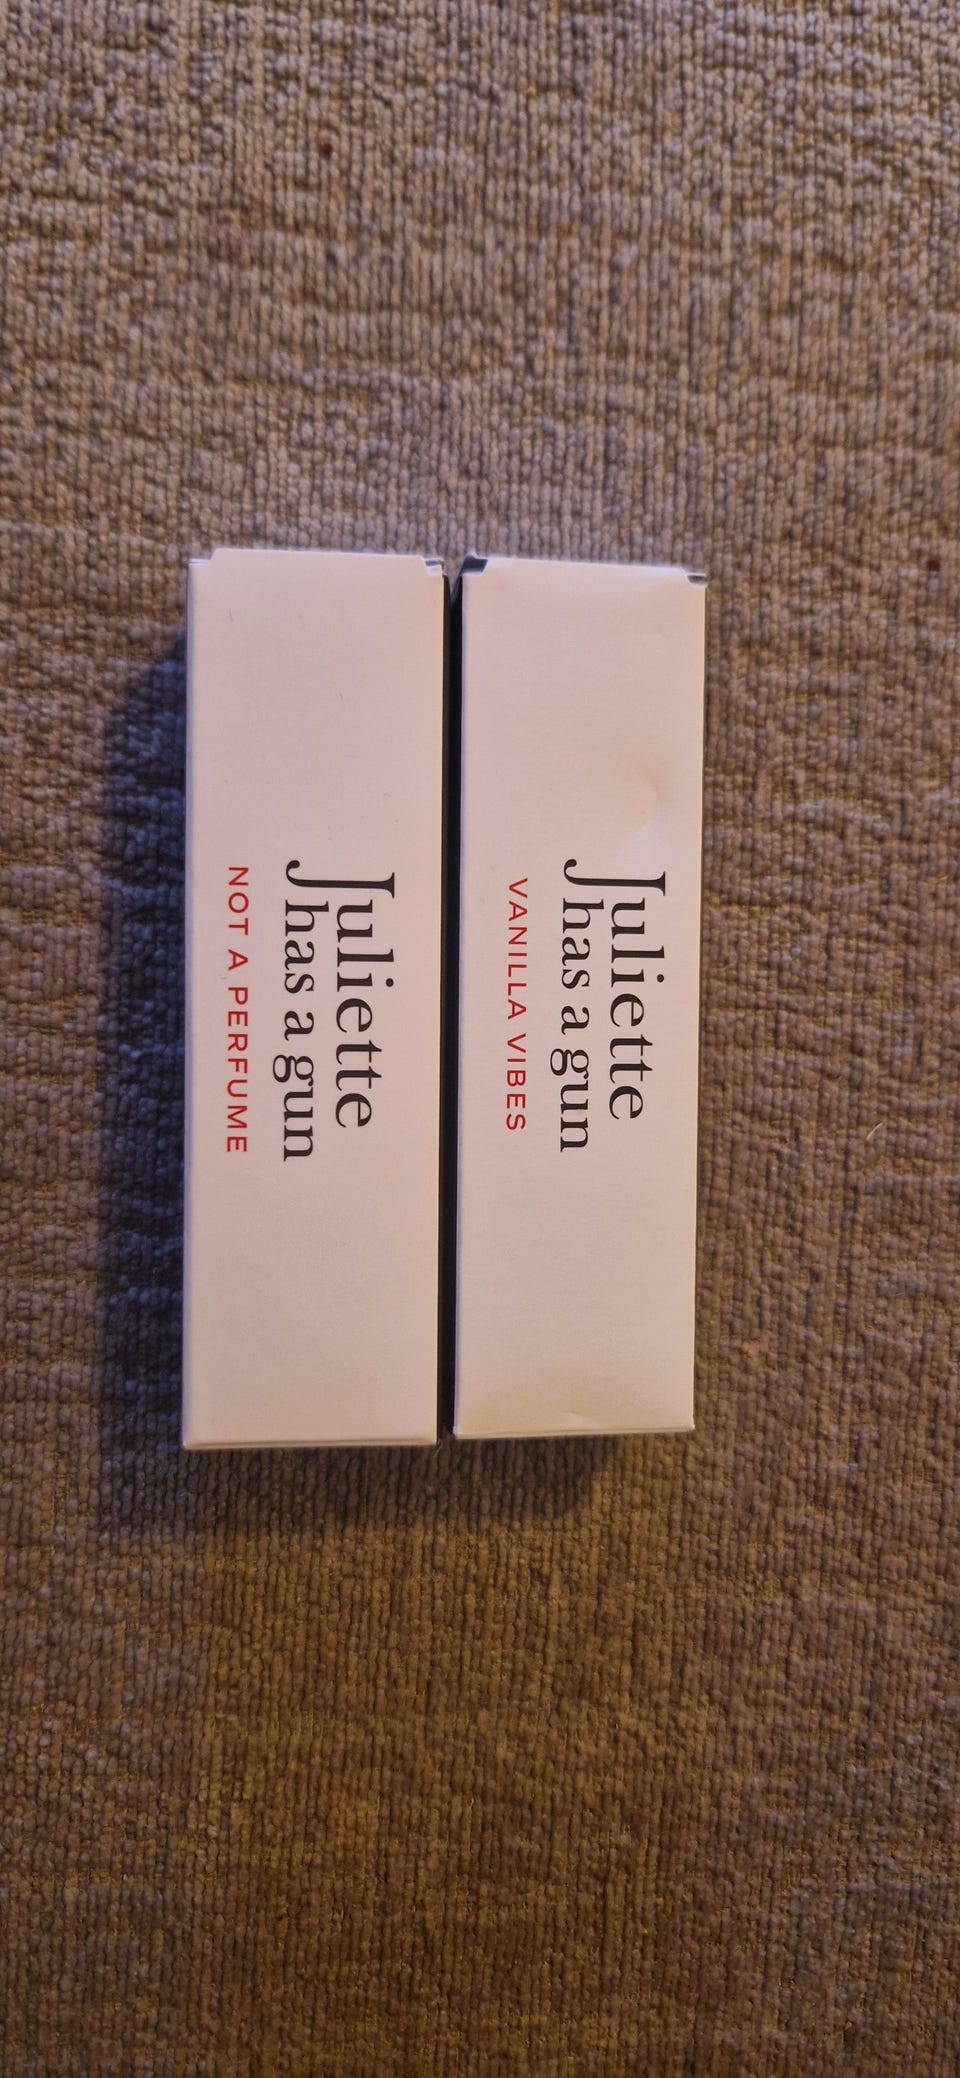 Juliette
has a gun
VANILLA VIBES
Juliette
has a gun
NOT A PERFUME